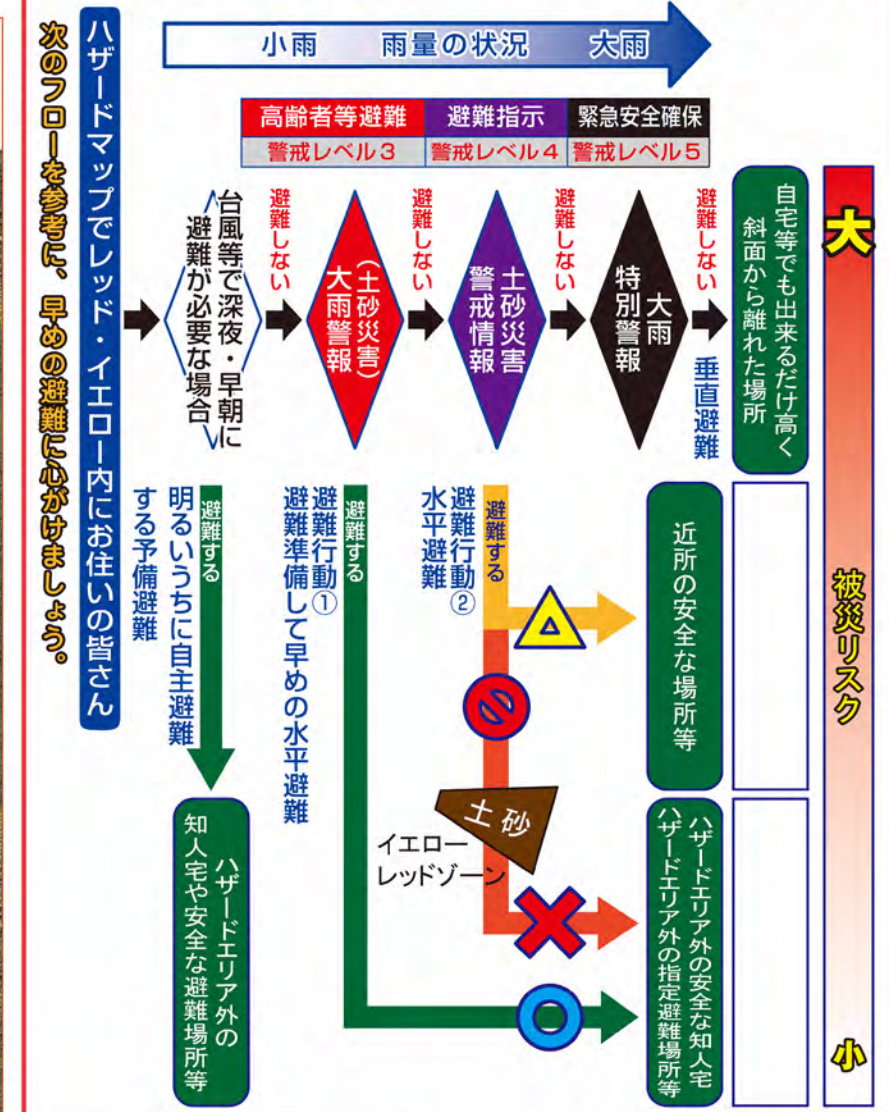 次のフローを参考に、早めの避難に心がけましょう。
ハザードマップでレッド・イエロー内にお住いの皆さん
小雨 雨量の状況 大雨
高齢者等避難 避難指示 緊急安全確保
警戒レベル3 警戒レベル4 警戒レベル5
台風等で深夜・早朝に
避難が必要な場合
避難しない
(土砂災害)
大雨警報
避難しない
土砂災害
警戒情報
避難しない
大雨
特別警報
避難しない
垂直避難
自宅等でも出来るだけ高く
斜面から離れた場所
避難する
明るいうちに自主避難
する予備避難
ハザードエリア外の
知人宅や安全な避難場所等
避難する
避難行動①
避難準備して早めの水平避難
避難する
避難行動②
水平避難
土砂
イエロー
レッドゾーン
近所の安全な場所等
ハザードエリア外の安全な知人宅
ハザードエリア外の指定避難場所等
大
被災リスク
小